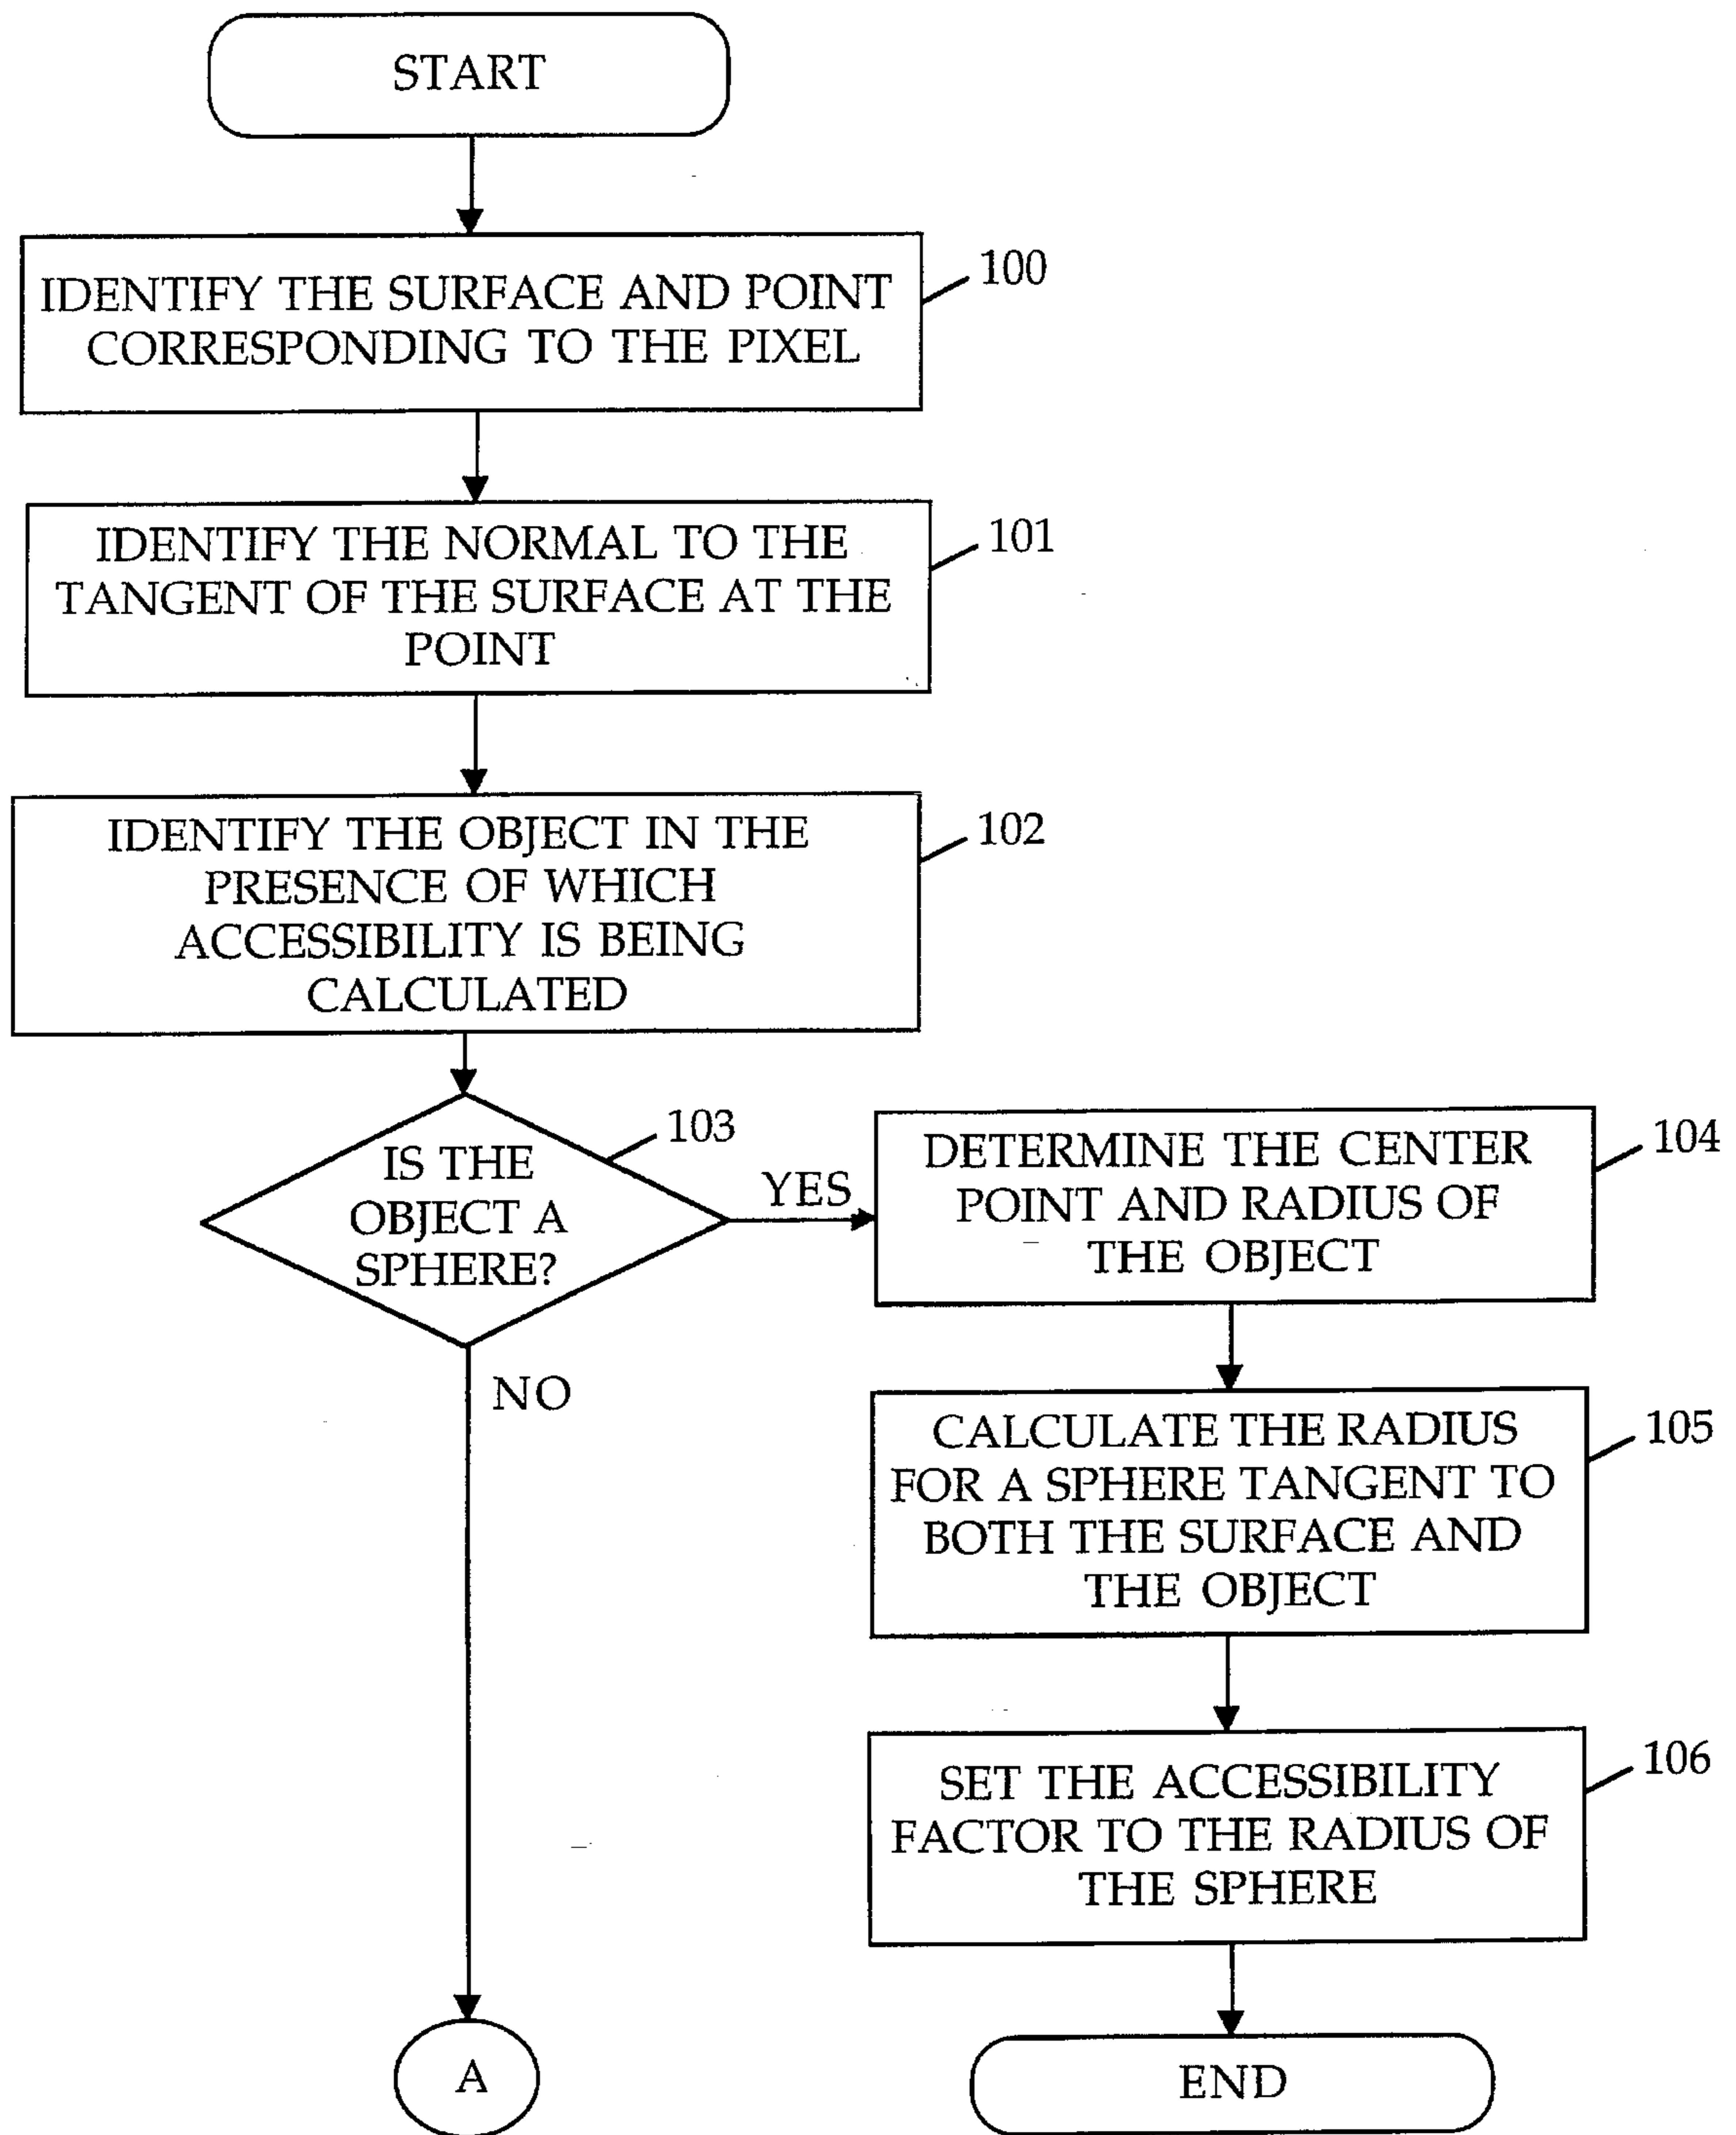 START
IDENTIFY THE SURFACE AND POINT
CORRESPONDING TO THE PIXEL
100
IDENTIFY THE NORMAL TO THE
TANGENT OF THE SURFACE AT THE
POINT
101
IDENTIFY THE OBJECT IN THE
PRESENCE OF WHICH
ACCESSIBILITY IS BEING
CALCULATED
102
IS THE
OBJECT A
SPHERE?
103
YES
NO
DETERMINE THE CENTER
POINT AND RADIUS OF
THE OBJECT
104
CALCULATE THE RADIUS
FOR A SPHERE TANGENT TO
BOTH THE SURFACE AND
THE OBJECT
105
SET THE ACCESSIBILITY
FACTOR TO THE RADIUS OF
THE SPHERE
106
A
END